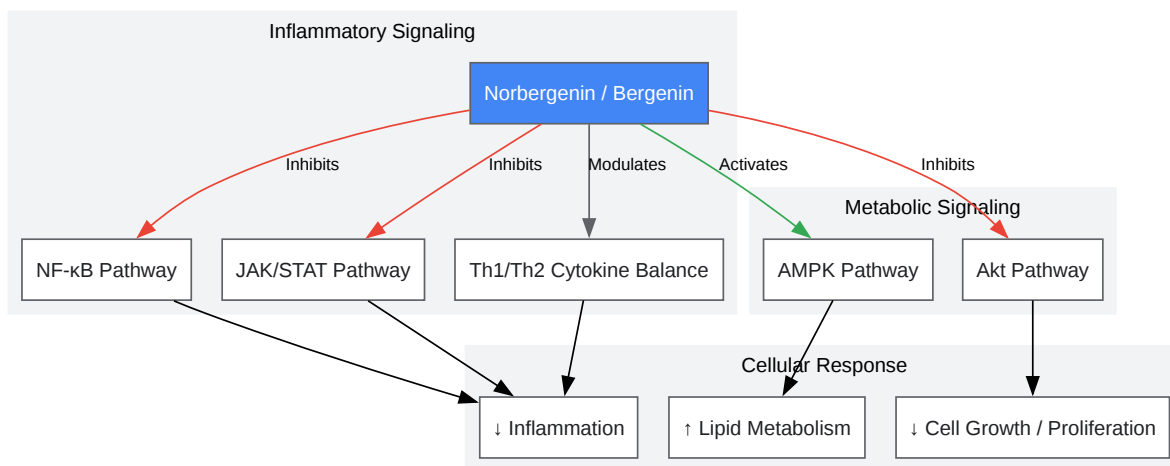 Inflammatory Signaling
Norbergenin / Bergenin
Inhibits
Inhibits
Modulates
Activates
Inhibits
Metabolic Signaling
NF-κB Pathway
JAK/STAT Pathway
Th1/Th2 Cytokine Balance
AMPK Pathway
Akt Pathway
Cellular Response
↓ Inflammation
↑ Lipid Metabolism
↓ Cell Growth / Proliferation